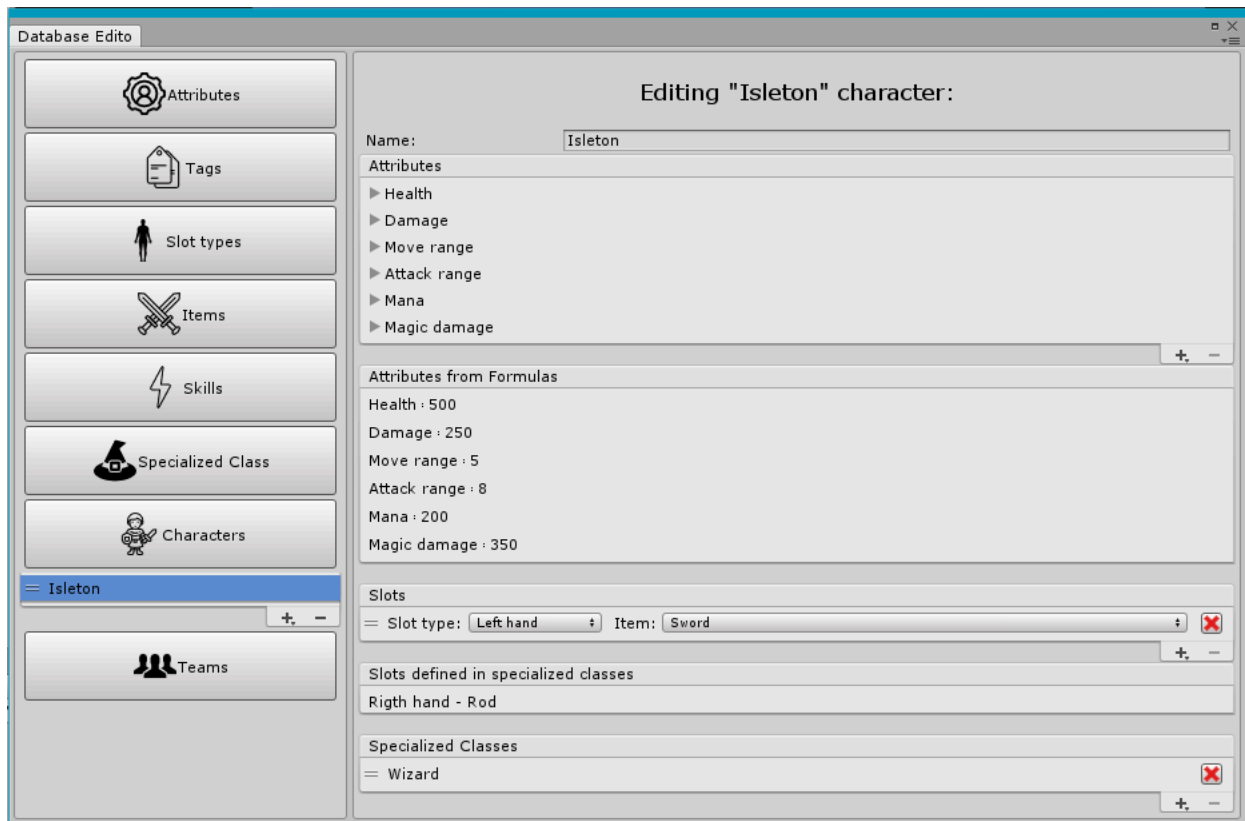 Database Edito
Attributes
Tags
Slot types
Items
Skills
Specialized Class
Characters
Isleton
Teams
Editing "Isleton" character:
Name: Isleton
Attributes
Health
Damage
Move range
Attack range
Mana
Magic damage
Attributes from Formulas
Health : 500
Damage : 250
Move range : 5
Attack range : 8
Mana : 200
Magic damage : 350
Slots
Slot type: Left hand Item: Sword
Slots defined in specialized classes
Rigth hand - Rod
Specialized Classes
Wizard